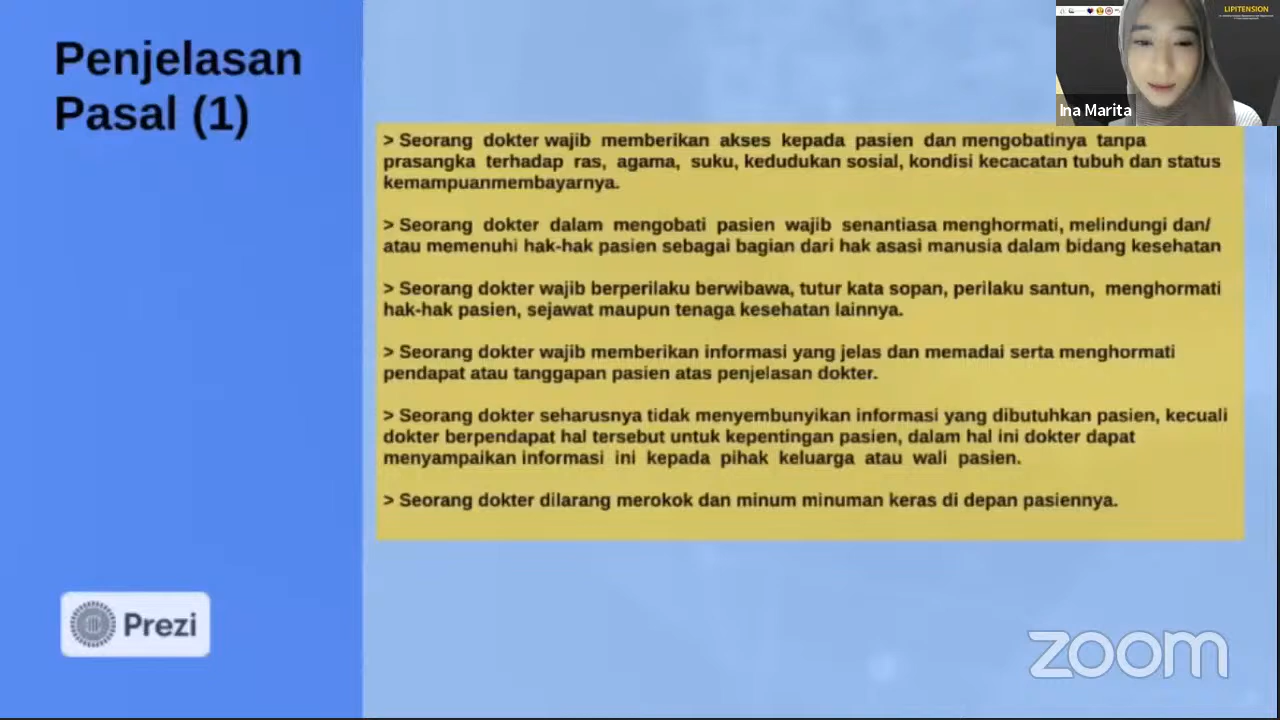 Penjelasan
Pasal (1)
LIPITENSION
Ina Marita
> Seorang dokter wajib memberikan akses kepada pasien dan mengobatinya tanpa
prasangka terhadap ras, agama, suku, kedudukan sosial, kondisi kecacatan tubuh dan status
kemampuanmembayarnya.
> Seorang dokter dalam mengobati pasien wajib senantiasa menghormati, melindungi dan/
atau memenuhi hak-hak pasien sebagai bagian dari hak asasi manusia dalam bidang kesehatan
> Seorang dokter wajib berperilaku berwibawa, tutur kata sopan, perilaku santun, menghormati
hak-hak pasien, sejawat maupun tenaga kesehatan lainnya.
> Seorang dokter wajib memberikan informasi yang jelas dan memadai serta menghormati
pendapat atau tanggapan pasien atas penjelasan dokter.
> Seorang dokter seharusnya tidak menyembunyikan informasi yang dibutuhkan pasien, kecuali
dokter berpendapat hal tersebut untuk kepentingan pasien, dalam hal ini dokter dapat
menyampaikan informasi ini kepada pihak keluarga atau wali pasien.
> Seorang dokter dilarang merokok dan minum minuman keras di depan pasiennya.
Prezi
zoom